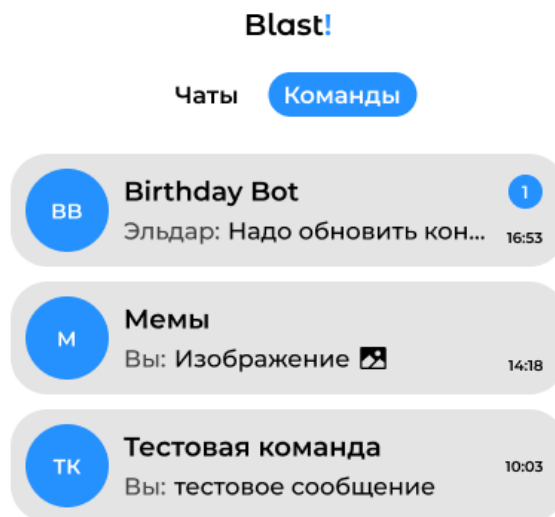 Blast!
Чаты Команды
BB Birthday Bot 1
Эльдар: Надо обновить кон... 16:53
М Мемы
Вы: Изображение 14:18
ТК Тестовая команда 10:03
Вы: тестовое сообщение